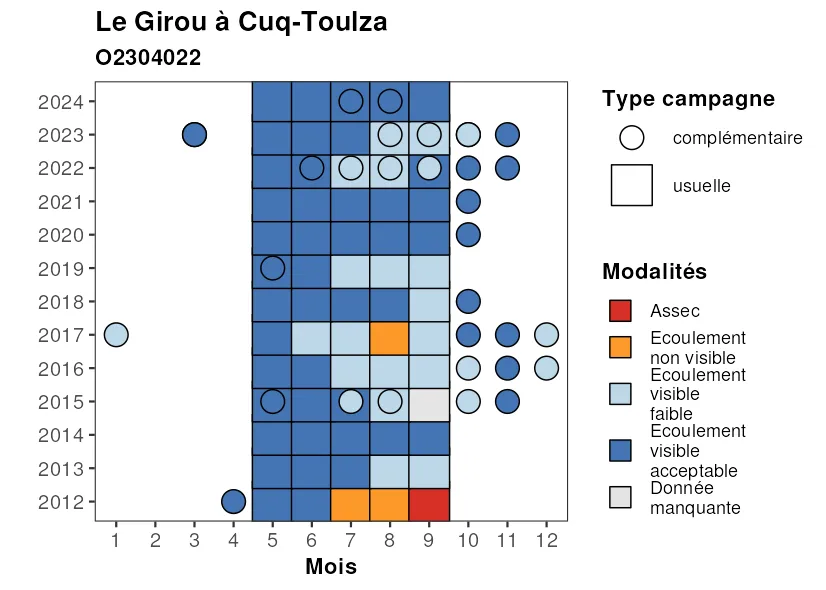 Le Girou à Cuq-Toulza
O2304022
2024
2023
2022
2021
2020
2019
2018
2017
2016
2015
2014
2013
2012
1 2 3 4 5 6 7 8 9 10 11 12
Mois
Type campagne
complémentaire
usuelle
Modalités
Assec
Ecoulement
non visible
Ecoulement
visible
faible
Ecoulement
visible
acceptable
Donnée
manquante